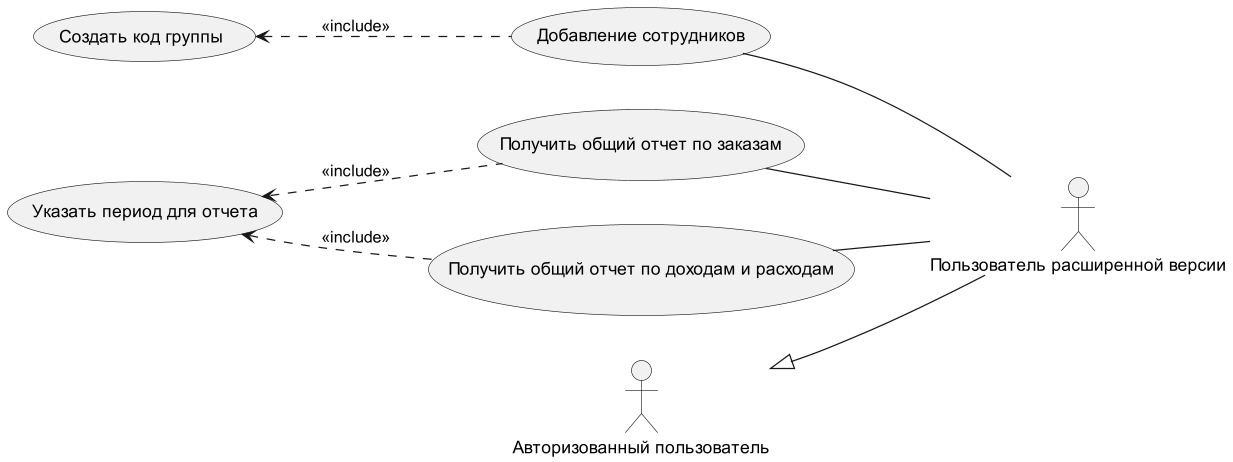 Создать код группы
«include»
Добавление сотрудников
Получить общий отчет по заказам
«include»
Указать период для отчета
«include»
Получить общий отчет по доходам и расходам
Пользователь расширенной версии
Авторизованный пользователь